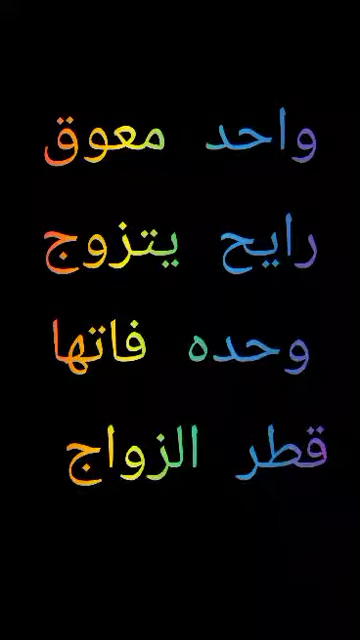 واحد معوق
رايح يتزوج
وحده فاتها
قطر الزواج